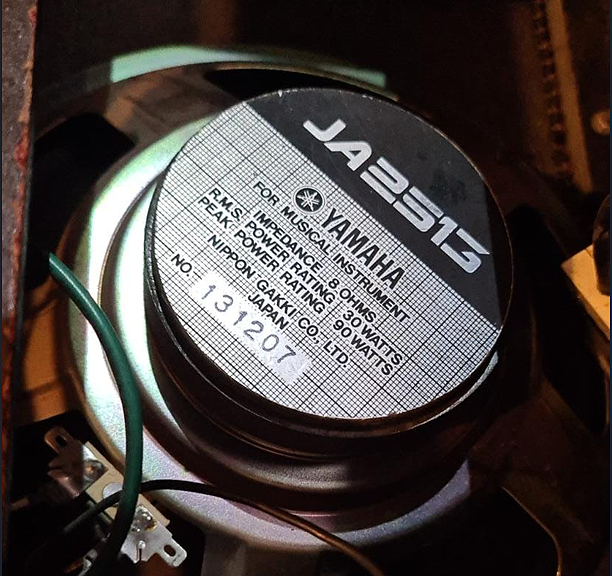 JA2513
YAMAHA
FOR MUSICAL INSTRUMENT
IMPEDANCE 8 OHMS
R.M.S. POWER RATING 30 WATTS
PEAK POWER RATING 90 WATTS
NIPPON GAKKI CO., LTD.
JAPAN
NO. 131207